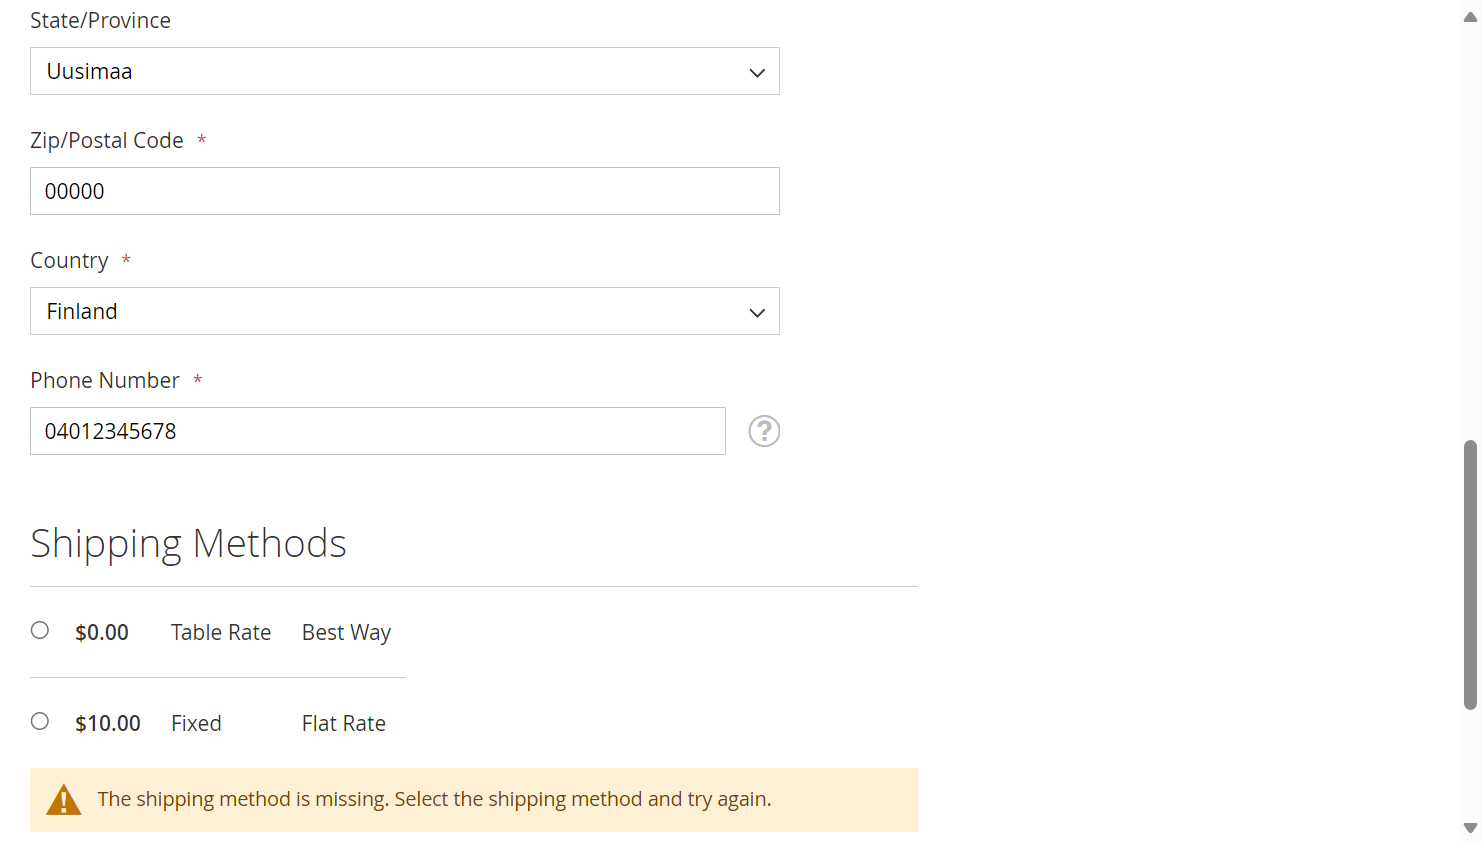 State/Province
Uusimaa
Zip/Postal Code *
00000
Country *
Finland
Phone Number *
04012345678
?
Shipping Methods
$0.00 Table Rate Best Way
$10.00 Fixed Flat Rate
The shipping method is missing. Select the shipping method and try again.